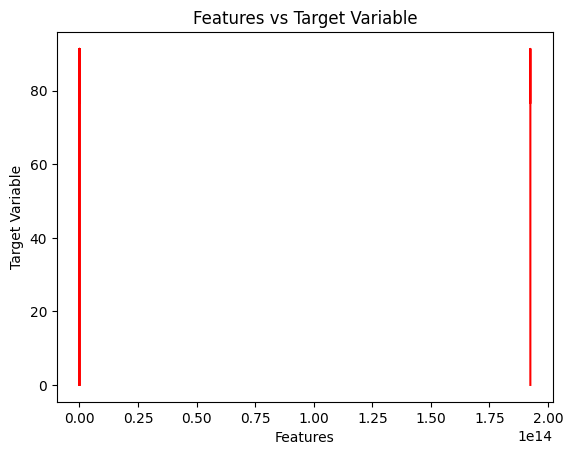 Features vs Target Variable
Target Variable
80
60
40
20
0
0.00 0.25 0.50 0.75 1.00 1.25 1.50 1.75 2.00
1e14
Features